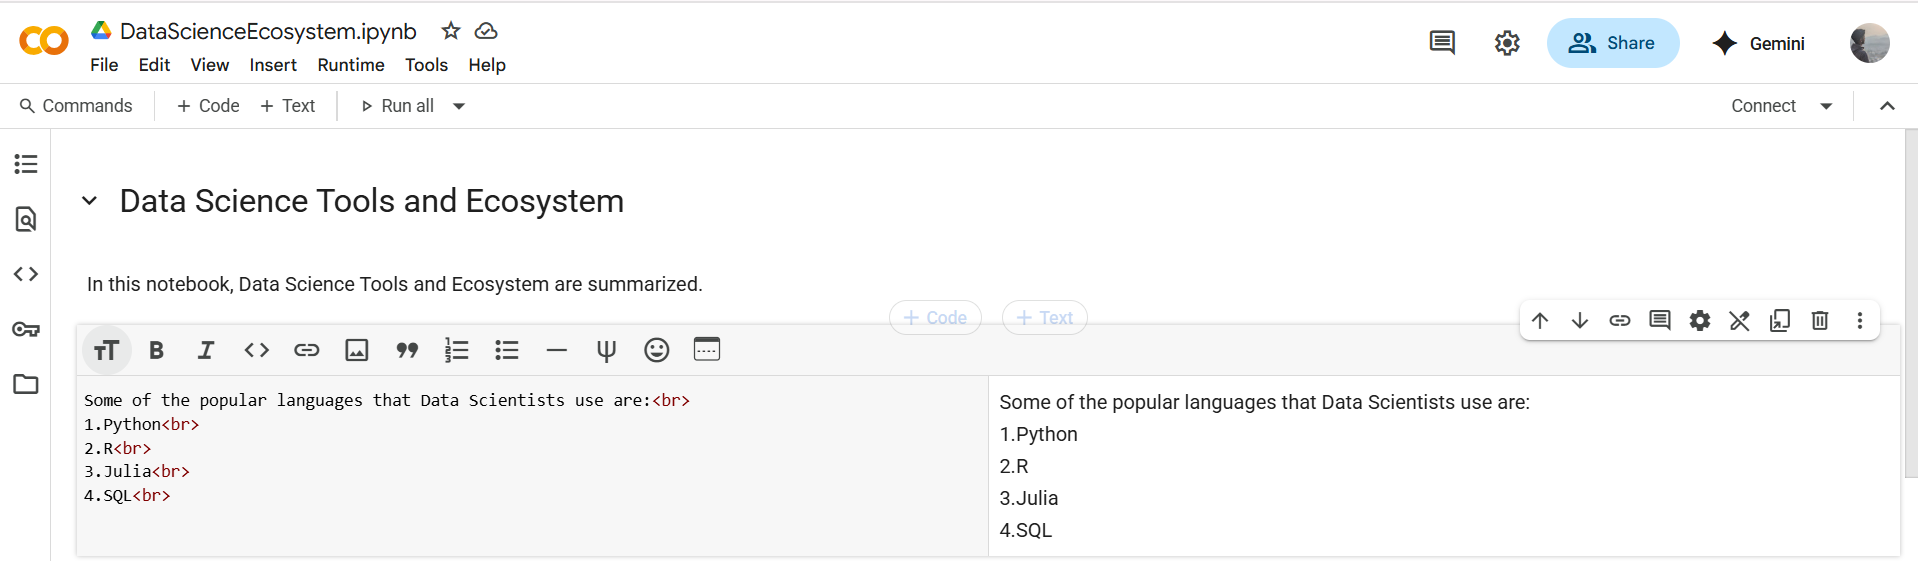 DataScienceEcosystem.ipynb
File Edit View Insert Runtime Tools Help
Share
Gemini
Commands + Code + Text Run all
Connect
Data Science Tools and Ecosystem
In this notebook, Data Science Tools and Ecosystem are summarized.
+ Code + Text
Some of the popular languages that Data Scientists use are:<br>
1.Python<br>
2.R<br>
3.Julia<br>
4.SQL<br>
Some of the popular languages that Data Scientists use are:
1.Python
2.R
3.Julia
4.SQL